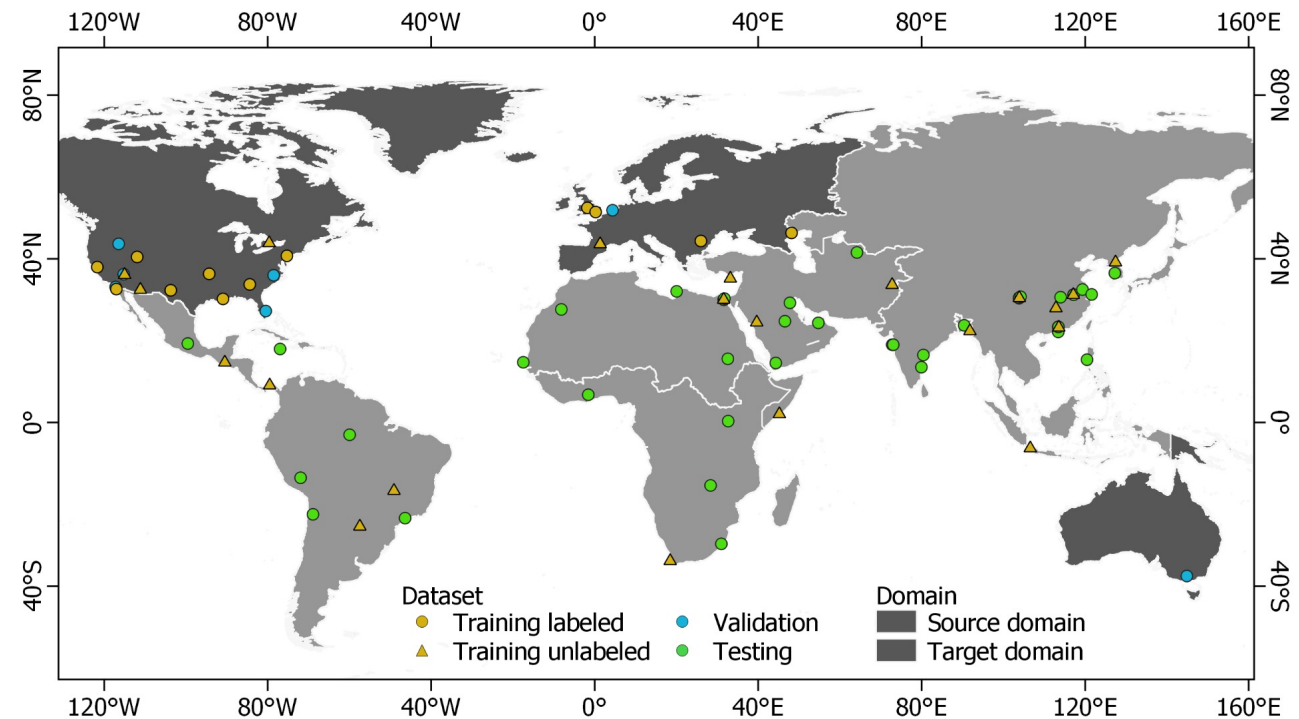 120°W 80°W 40°W 0° 40°E 80°E 120°E 160°E
80°N 80°N
40°N 40°N
0° 0°
40°S 40°S
Dataset Domain
Training labeled Validation Source domain
Training unlabeled Testing Target domain
120°W 80°W 40°W 0° 40°E 80°E 120°E 160°E